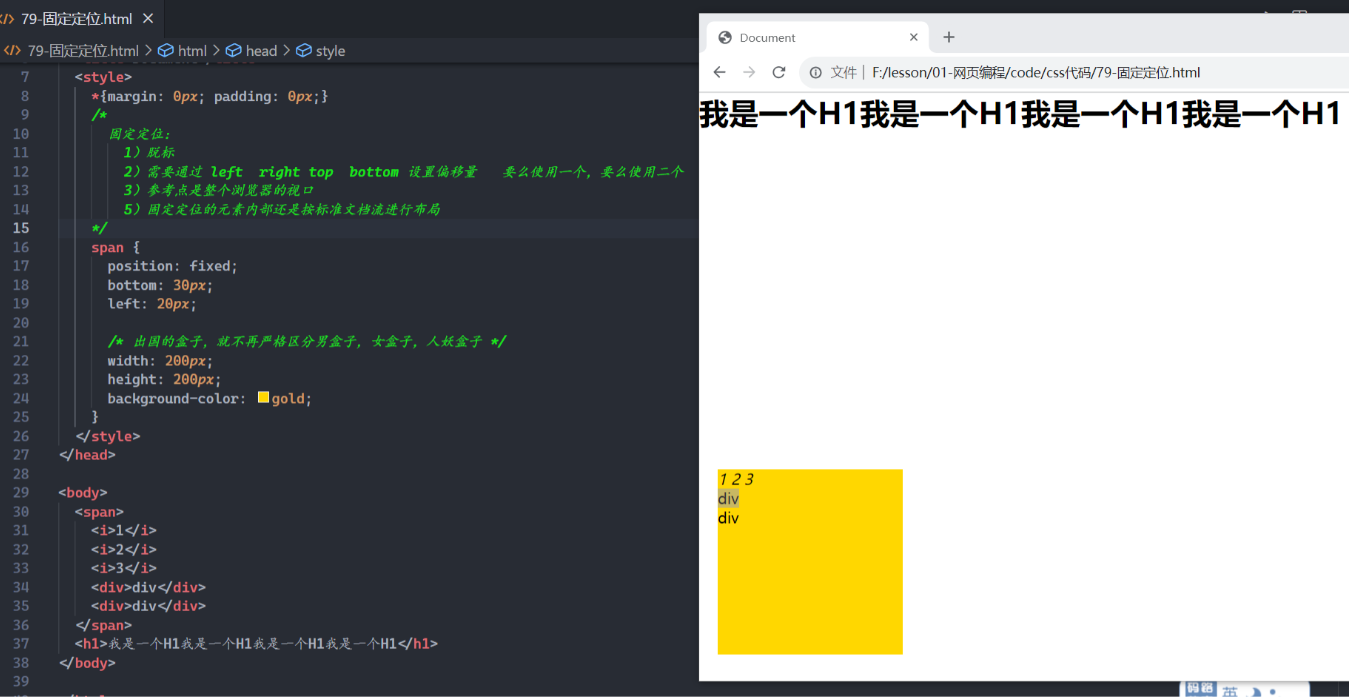 79-固定定位.html
79-固定定位.html > html > head > style
7 <style>
8 *{margin: 0px; padding: 0px;}
9 /*
10 固定定位：
11 1）脱标
12 2）需要通过 left right top bottom 设置偏移量 要么使用一个，要么使用二个
13 3）参考点是整个浏览器的视口
14 5）固定定位的元素内部还是按标准文档流进行布局
15 */
16 span {
17 position: fixed;
18 bottom: 30px;
19 left: 20px;
20
21 /* 出国的盒子，就不再严格区分男盒子，女盒子，人妖盒子 */
22 width: 200px;
23 height: 200px;
24 background-color: gold;
25 }
26 </style>
27 </head>
28
29 <body>
30 <span>
31 <i>1</i>
32 <i>2</i>
33 <i>3</i>
34 <div>div</div>
35 <div>div</div>
36 </span>
37 <h1>我是一个H1我是一个H1我是一个H1我是一个H1</h1>
38 </body>
39
Document
文件 | F:/lesson/01-网页编程/code/css代码/79-固定定位.html
我是一个H1我是一个H1我是一个H1我是一个H1
1 2 3
div
div
英